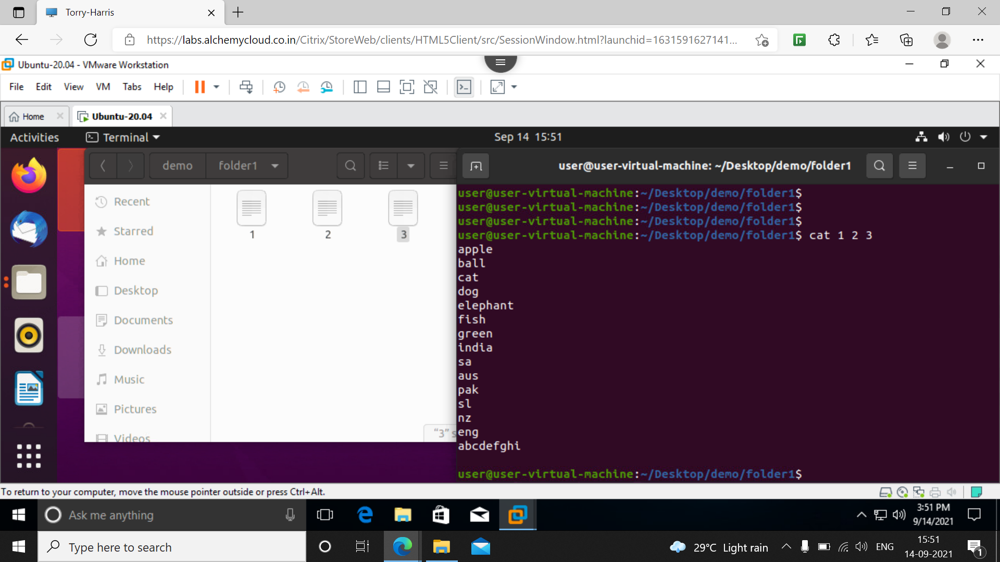 Torry-Harris
https://labs.alchemycloud.co.in/Citrix/StoreWeb/clients/HTML5Client/src/SessionWindow.html?launchid=1631591627141...
Ubuntu-20.04 - VMware Workstation
File Edit View VM Tabs Help
Home Ubuntu-20.04
Activities Terminal Sep 14 15:51
demo folder1
user@user-virtual-machine: ~/Desktop/demo/folder1
Recent
Starred
Home
Desktop
Documents
Downloads
Music
Pictures
Videos
1 2 3
"3" s
user@user-virtual-machine:~/Desktop/demo/folder1$
user@user-virtual-machine:~/Desktop/demo/folder1$
user@user-virtual-machine:~/Desktop/demo/folder1$
user@user-virtual-machine:~/Desktop/demo/folder1$ cat 1 2 3
apple
ball
cat
dog
elephant
fish
green
india
sa
aus
pak
sl
nz
eng
abcdefghi
user@user-virtual-machine:~/Desktop/demo/folder1$
To return to your computer, move the mouse pointer outside or press Ctrl+Alt.
Ask me anything
3:51 PM
9/14/2021
Type here to search
29°C Light rain
ENG
15:51
14-09-2021
1